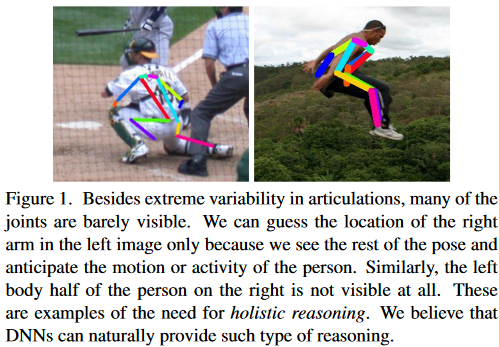 Figure 1. Besides extreme variability in articulations, many of the
joints are barely visible. We can guess the location of the right
arm in the left image only because we see the rest of the pose and
anticipate the motion or activity of the person. Similarly, the left
body half of the person on the right is not visible at all. These
are examples of the need for holistic reasoning. We believe that
DNNs can naturally provide such type of reasoning.